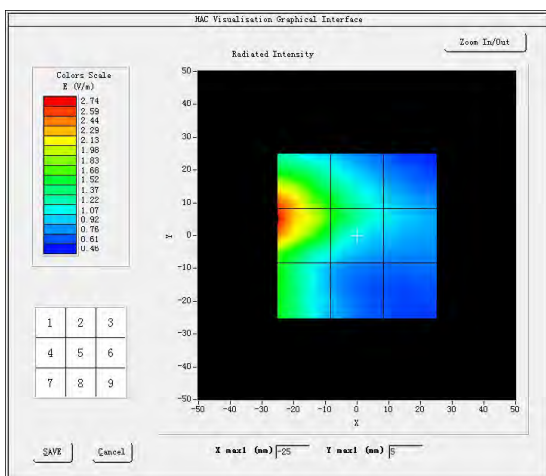 HAC Visualisation Graphical Interface
Zoom In/Out
Radiated Intensity
Colors Scale
E (V/m)
2.74
2.59
2.44
2.29
2.13
1.98
1.83
1.68
1.52
1.37
1.22
1.07
0.92
0.76
0.61
0.46
50
40
30
20
10
0
-10
-20
-30
-40
-50
Y
-50 -40 -30 -20 -10 0 10 20 30 40 50
X
1 2 3
4 5 6
7 8 9
SAVE Cancel
X max1 (mm) -25 Y max1 (mm) 5